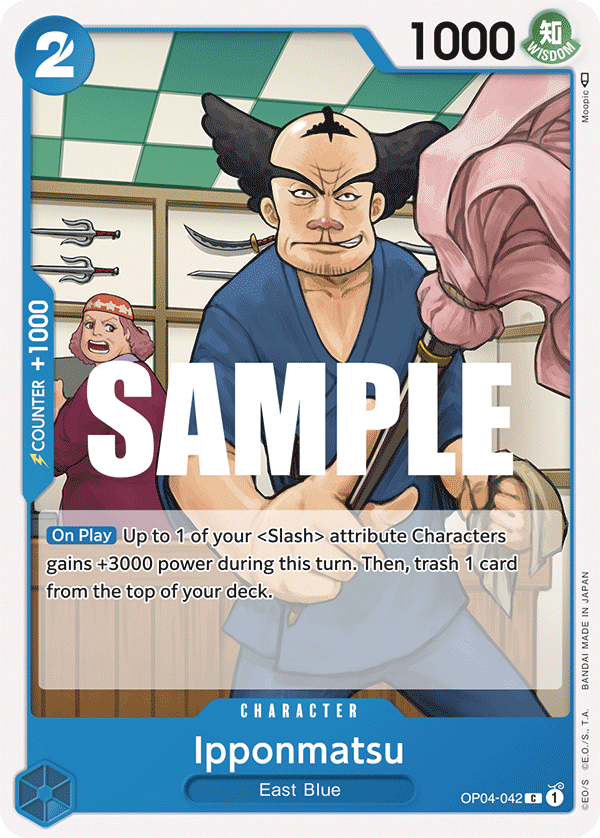 2
1000
知
WISDOM
Moopic
COUNTER +1000
SAMPLE
On Play Up to 1 of your <Slash> attribute Characters
gains +3000 power during this turn. Then, trash 1 card
from the top of your deck.
CHARACTER
Ipponmatsu
East Blue
OP04-042 C 1
©EO/S ©E.O./S., T.A. BANDAI MADE IN JAPAN